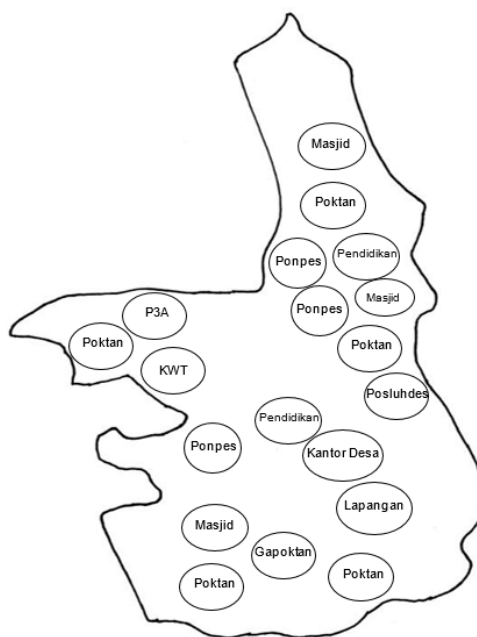 Masjid
Poktan
Ponpes
Pendidikan
Ponpes
Masjid
P3A
Poktan
Poktan
KWT
Posluhdes
Pendidikan
Ponpes
Kantor Desa
Lapangan
Masjid
Gapoktan
Poktan
Poktan